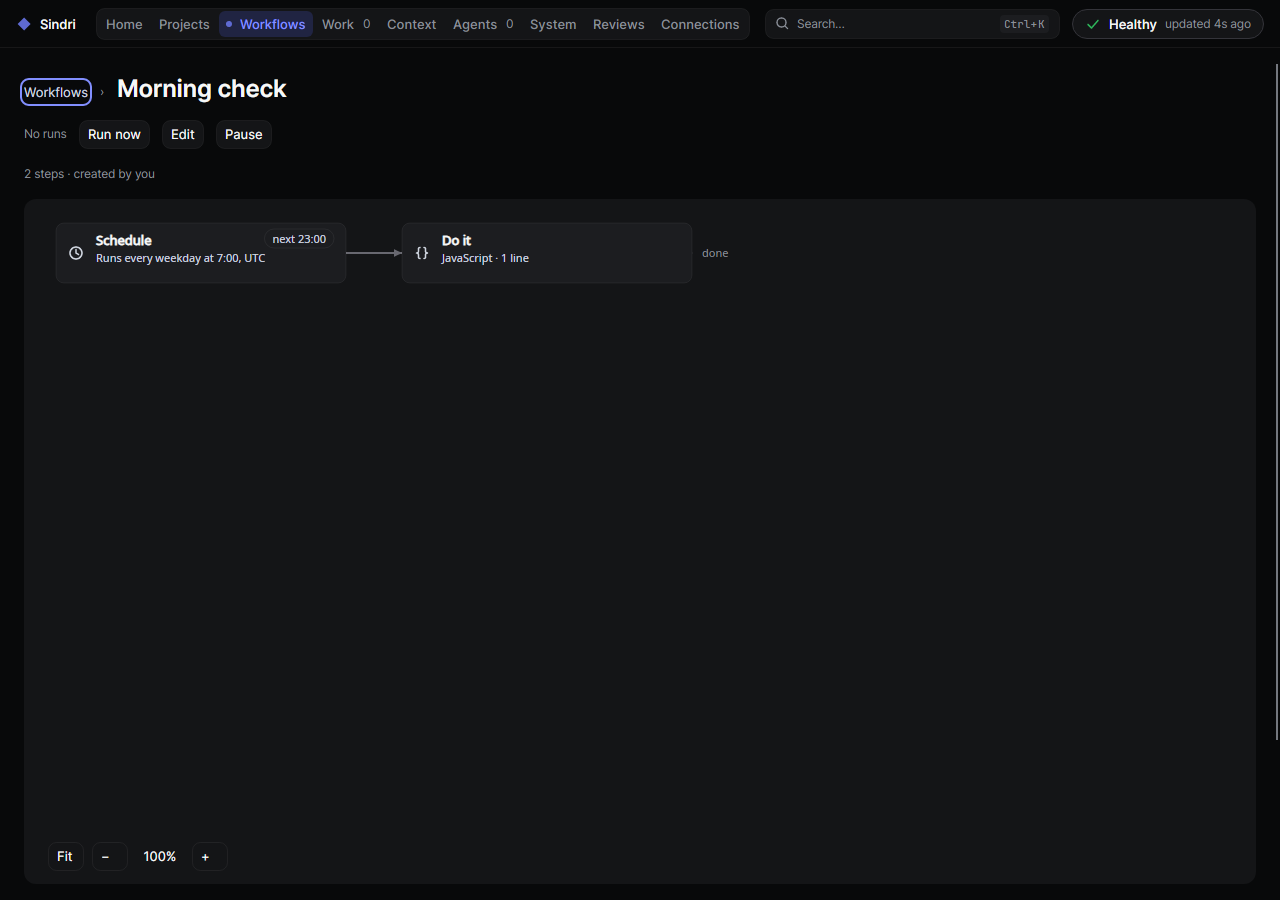 Sindri Home Projects Workflows Work 0 Context Agents 0 System Reviews Connections Search... Ctrl+K Healthy updated 4s ago
Workflows › Morning check
No runs Run now Edit Pause
2 steps · created by you
Schedule next 23:00
Runs every weekday at 7:00, UTC
{} Do it
JavaScript · 1 line
done
Fit − 100% +